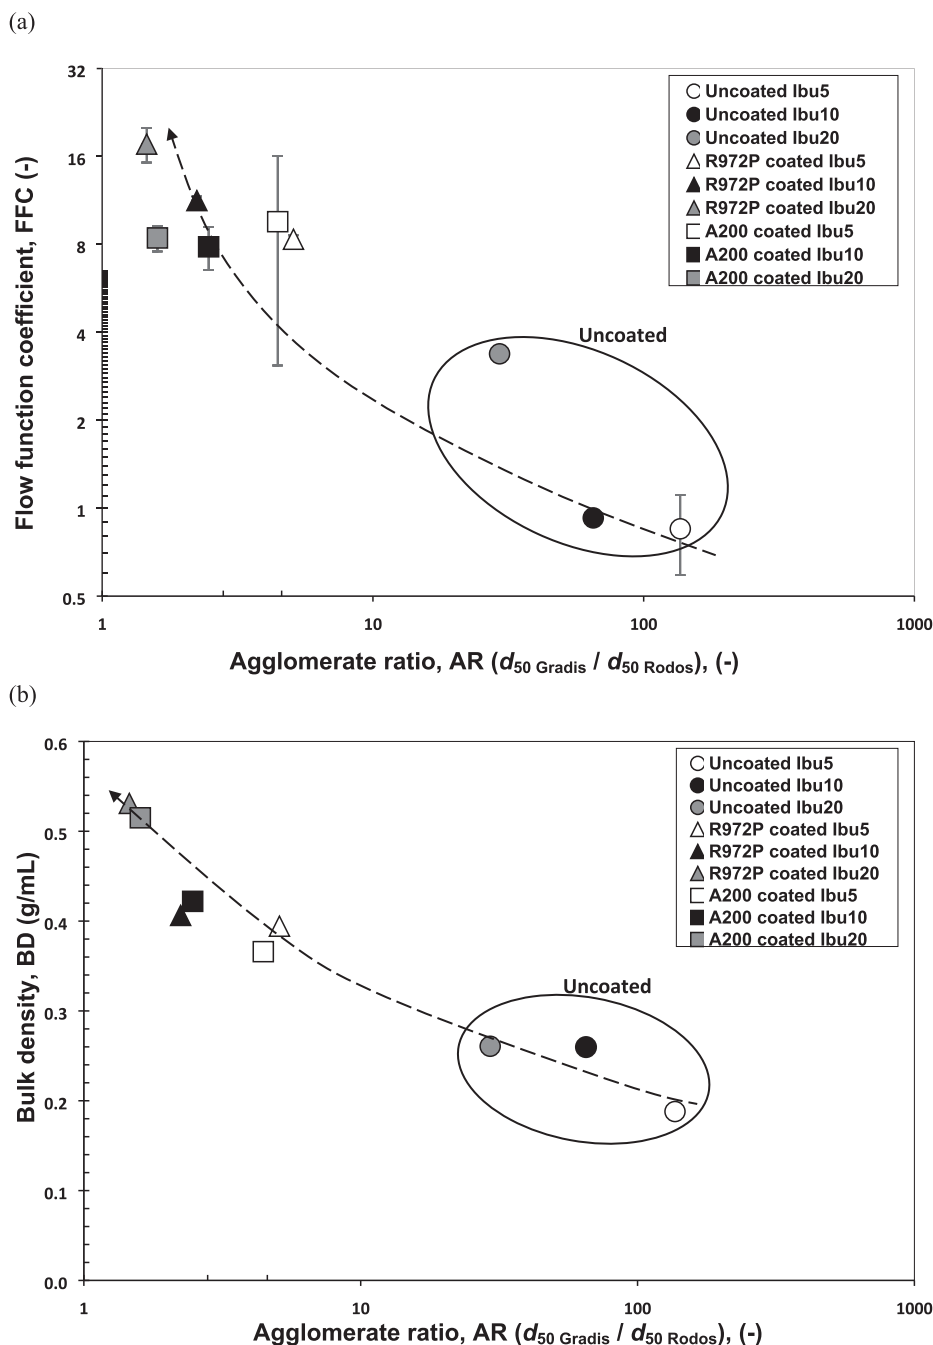 (a)
32
16
8
4
2
1
0.5
Flow function coefficient, FFC (-)
Uncoated Ibu5
Uncoated Ibu10
Uncoated Ibu20
R972P coated Ibu5
R972P coated Ibu10
R972P coated Ibu20
A200 coated Ibu5
A200 coated Ibu10
A200 coated Ibu20
Uncoated
1 10 100 1000
Agglomerate ratio, AR (d50 Gradis / d50 Rodos), (-)
(b)
0.6
0.5
0.4
0.3
0.2
0.1
0.0
Bulk density, BD (g/mL)
Uncoated Ibu5
Uncoated Ibu10
Uncoated Ibu20
R972P coated Ibu5
R972P coated Ibu10
R972P coated Ibu20
A200 coated Ibu5
A200 coated Ibu10
A200 coated Ibu20
Uncoated
1 10 100 1000
Agglomerate ratio, AR (d50 Gradis / d50 Rodos), (-)